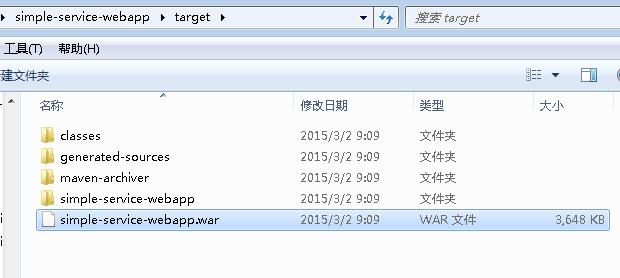 simple-service-webapp ▸ target ▸ 搜索 target
工具(T) 帮助(H)
建文件夹
名称 修改日期 类型 大小
classes 2015/3/2 9:09 文件夹
generated-sources 2015/3/2 9:09 文件夹
maven-archiver 2015/3/2 9:09 文件夹
simple-service-webapp 2015/3/2 9:09 文件夹
simple-service-webapp.war 2015/3/2 9:09 WAR 文件 3,648 KB